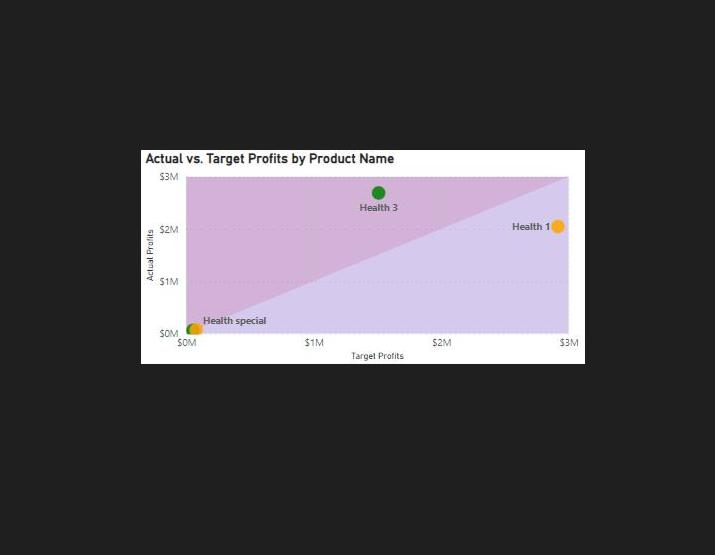 Actual vs. Target Profits by Product Name
$3M
Health 3
$2M
Health 1
Actual Profits
$1M
Health special
$0M
$0M $1M $2M $3M
Target Profits